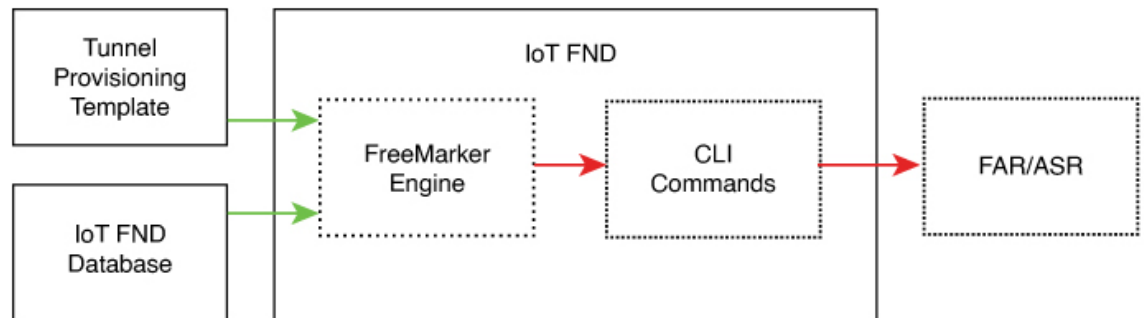 Tunnel
Provisioning
Template
IoT FND
Database
IoT FND
FreeMarker
Engine
CLI
Commands
FAR/ASR